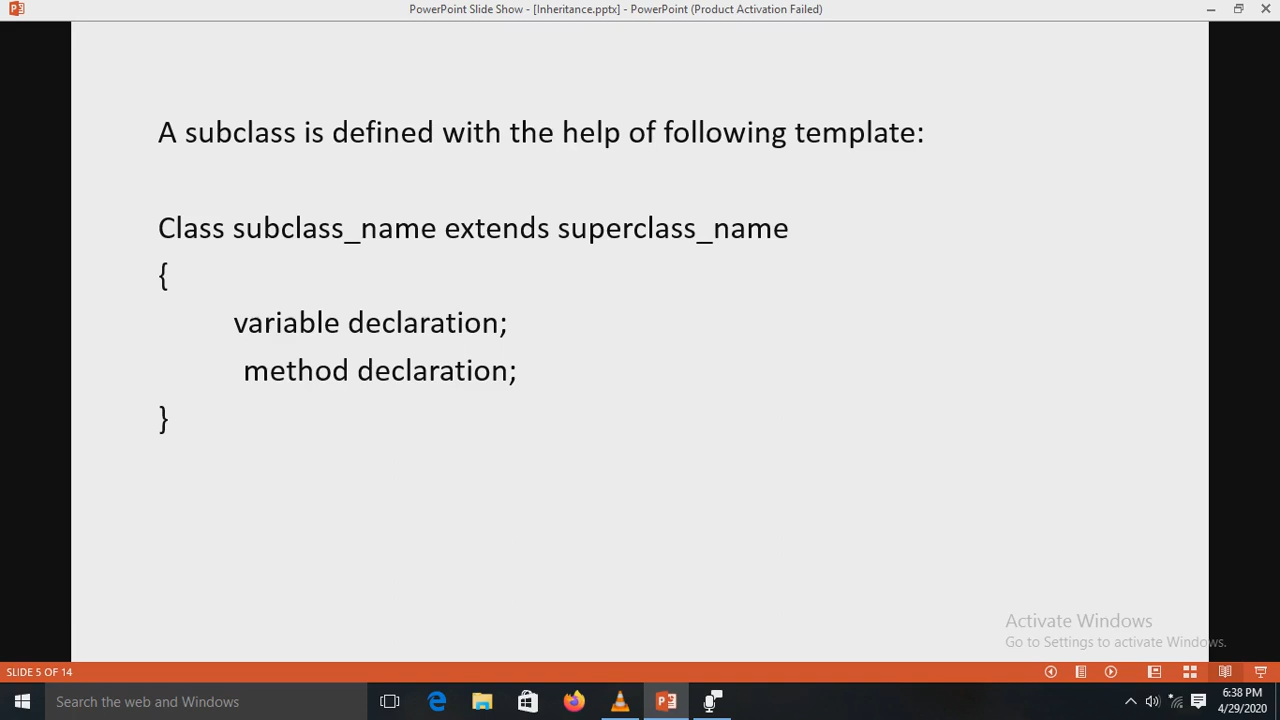 PowerPoint Slide Show - [Inheritance.pptx] - PowerPoint (Product Activation Failed)
A subclass is defined with the help of following template:
Class subclass_name extends superclass_name
{
variable declaration;
method declaration;
}
Activate Windows
Go to Settings to activate Windows.
SLIDE 5 OF 14
Search the web and Windows
6:38 PM
4/29/2020